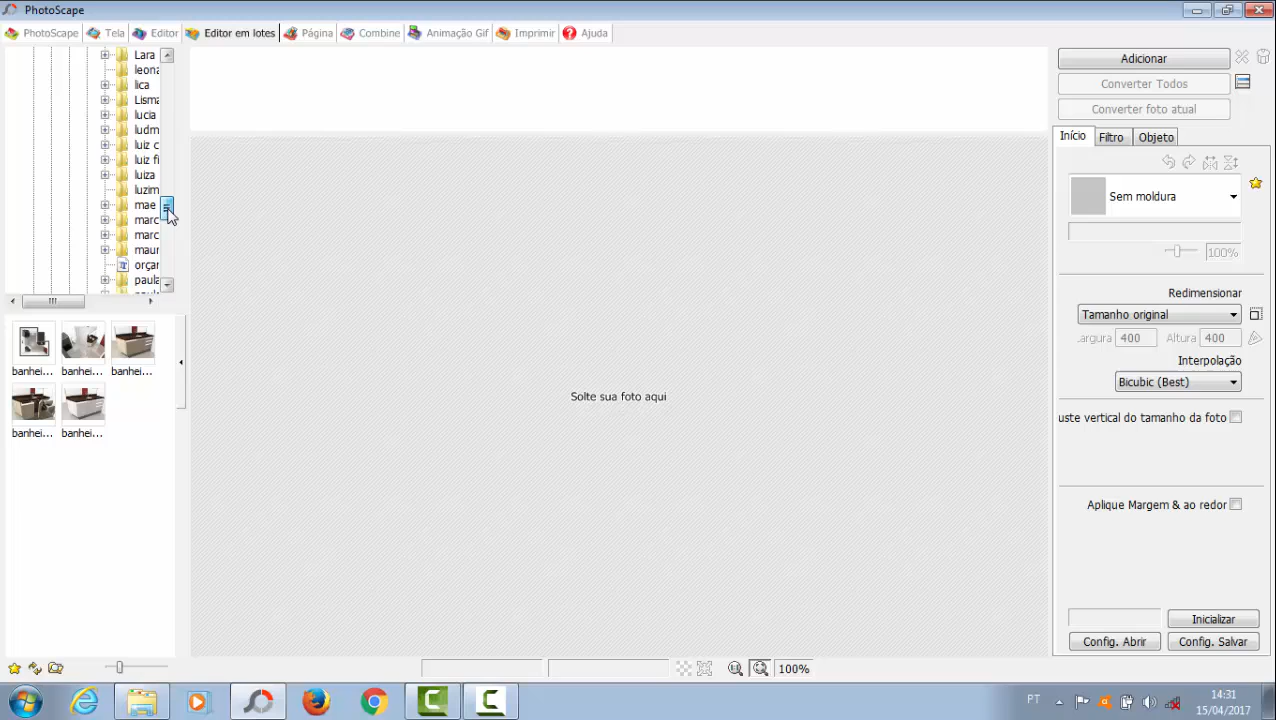 PhotoScape
PhotoScape Tela Editor Editor em lotes Página Combine Animação Gif Imprimir Ajuda
Lara
leona
lica
Lisma
lucia
ludm
luiz c
luiz fi
luiza
luzim
mae
marc
marc
maur
orçar
paula
banhei... banhei... banhei...
banhei... banhei...
Solte sua foto aqui
Adicionar
Converter Todos
Converter foto atual
Início Filtro Objeto
Sem moldura
100%
Redimensionar
Tamanho original
.argura 400 Altura 400
Interpolação
Bicubic (Best)
uste vertical do tamanho da foto
Aplique Margem & ao redor
Inicializar
Config. Abrir Config. Salvar
100%
PT 14:31
15/04/2017